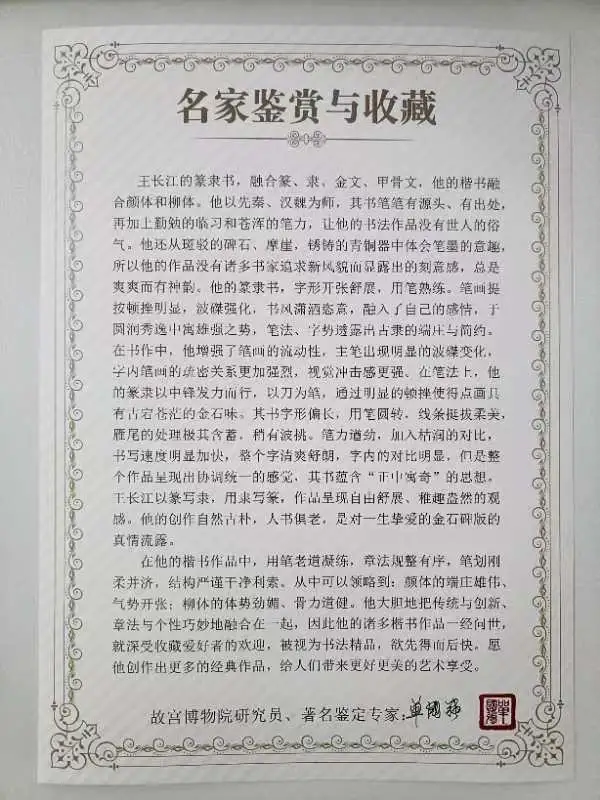 名家鉴赏与收藏
王长江的篆隶书，融合篆、隶、金文、甲骨文，他的楷书融
合颜体和柳体。他以先秦、汉魏为师，其书笔笔有源头、有出处，
再加上勤勉的临习和苍浑的笔力，让他的书法作品没有世人的俗
气。他还从斑驳的碑石、摩崖，锈铸的青铜器中体会笔墨的意趣，
所以他的作品没有诸多书家追求新风貌而显露出的刻意感，总是
爽爽而有神韵。他的篆隶书，字形开张舒展，用笔熟练。笔画提
按顿挫明显，波磔强化，书风潇洒恣意，融入了自己的感情，于
圆润秀逸中寓雄强之势，笔法、字势透露出古隶的端庄与简约。
在书作中，他增强了笔画的流动性，主笔出现明显的波磔变化，
字内笔画的疏密关系更加强烈，视觉冲击感更强。在笔法上，他
的篆隶以中锋发力而行，以刀为笔，通过明显的顿挫使得点画具
有古宕苍茫的金石味。其书字形偏长，用笔圆转，线条挺拔柔美，
雁尾的处理极其含蓄，稍有波挑。笔力遒劲，加入枯润的对比，
书写速度明显加快，整个字清爽舒朗，字内的对比明显，但是整
个作品呈现出协调统一的感觉，其书蕴含“正中寓奇”的思想。
王长江以篆写隶，用隶写篆，作品呈现自由舒展、稚趣盎然的观
感。他的创作自然古朴，人书俱老，是对一生挚爱的金石碑版的
真情流露。
在他的楷书作品中，用笔老道凝练，章法规整有序，笔划刚
柔并济，结构严谨干净利索。从中可以领略到：颜体的端庄雄伟、
气势开张；柳体的体势劲媚、骨力道健。他大胆地把传统与创新、
章法与个性巧妙地融合在一起，因此他的诸多楷书作品一经问世，
就深受收藏爱好者的欢迎，被视为书法精品，欲先得而后快。愿
他创作出更多的经典作品，给人们带来更好更美的艺术享受。
故宫博物院研究员、著名鉴定专家：单国强